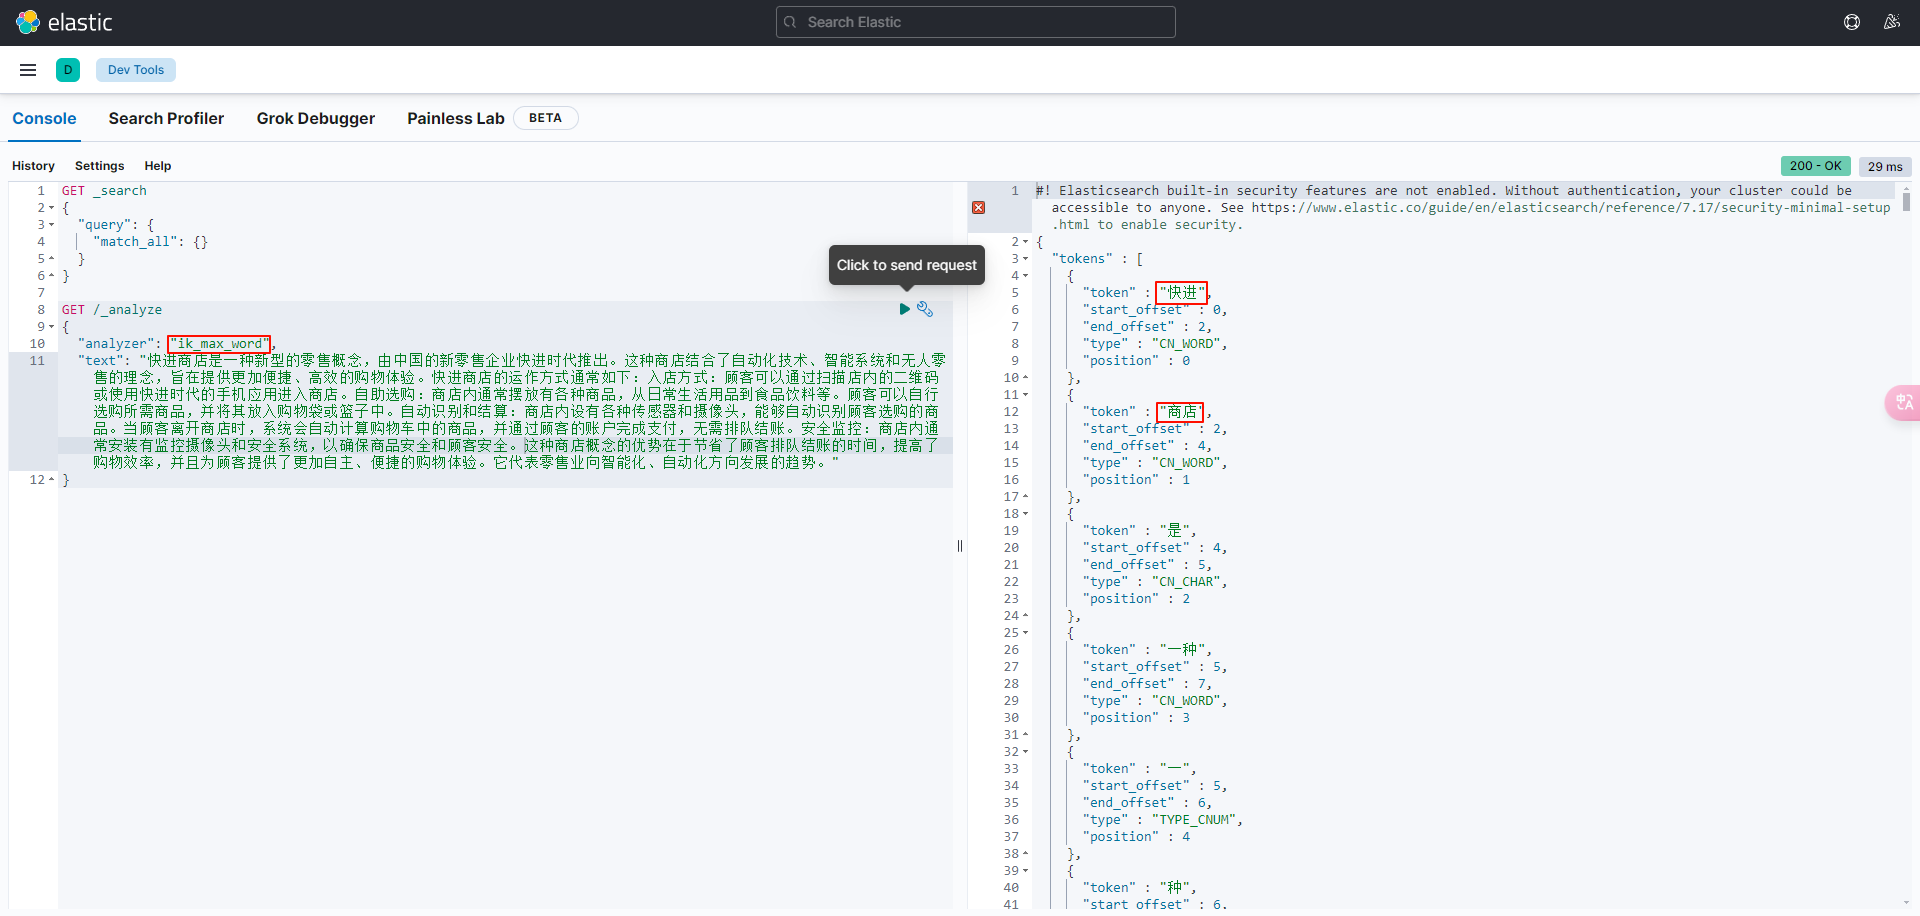 elastic
Search Elastic
D
Dev Tools
Console
Search Profiler
Grok Debugger
Painless Lab
BETA
History
Settings
Help
200 - OK
29 ms
1 GET _search
2 {
3 "query": {
4 "match_all": {}
5 }
6 }
7
8 GET /_analyze
9 {
10 "analyzer": "ik_max_word",
11 "text": "快进商店是一种新型的零售概念，由中国的新零售企业快进时代推出。这种商店结合了自动化技术、智能系统和无人零
售的理念，旨在提供更加便捷、高效的购物体验。快进商店的运作方式通常如下：入店方式：顾客可以通过扫描店内的二维码
或使用快进时代的手机应用进入商店。自助选购：商店内通常摆放有各种商品，从日常生活用品到食品饮料等。顾客可以自行
选购所需商品，并将其放入购物袋或篮子中。自动识别和结算：商店内设有各种传感器和摄像头，能够自动识别顾客选购的商
品。当顾客离开商店时，系统会自动计算购物车中的商品，并通过顾客的账户完成支付，无需排队结账。安全监控：商店内通
常安装有监控摄像头和安全系统，以确保商品安全和顾客安全。这种商店概念的优势在于节省了顾客排队结账的时间，提高了
购物效率，并且为顾客提供了更加自主、便捷的购物体验。它代表零售业向智能化、自动化方向发展的趋势。"
12 }
Click to send request
1 #! Elasticsearch built-in security features are not enabled. Without authentication, your cluster could be
accessible to anyone. See https://www.elastic.co/guide/en/elasticsearch/reference/7.17/security-minimal-setup
.html to enable security.
2 {
3 "tokens" : [
4 {
5 "token" : "快进",
6 "start_offset" : 0,
7 "end_offset" : 2,
8 "type" : "CN_WORD",
9 "position" : 0
10 },
11 {
12 "token" : "商店",
13 "start_offset" : 2,
14 "end_offset" : 4,
15 "type" : "CN_WORD",
16 "position" : 1
17 },
18 {
19 "token" : "是",
20 "start_offset" : 4,
21 "end_offset" : 5,
22 "type" : "CN_CHAR",
23 "position" : 2
24 },
25 {
26 "token" : "一种",
27 "start_offset" : 5,
28 "end_offset" : 7,
29 "type" : "CN_WORD",
30 "position" : 3
31 },
32 {
33 "token" : "一",
34 "start_offset" : 5,
35 "end_offset" : 6,
36 "type" : "TYPE_CNUM",
37 "position" : 4
38 },
39 {
40 "token" : "种",
41 "start_offset" : 6,